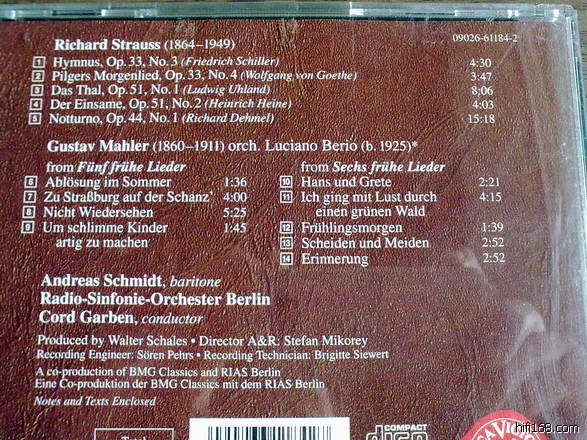 09026-61184-2
Richard Strauss (1864–1949)
1 Hymnus, Op. 33, No. 3 (Friedrich Schiller) 4:30
2 Pilgers Morgenlied, Op. 33, No. 4 (Wolfgang von Goethe) 3:47
3 Das Thal, Op. 51, No. 1 (Ludwig Uhland) 8:06
4 Der Einsame, Op. 51, No. 2 (Heinrich Heine) 4:03
5 Notturno, Op. 44, No. 1 (Richard Dehmel) 15:18
Gustav Mahler (1860–1911) orch. Luciano Berio (b. 1925)*
from Fünf frühe Lieder
6 Ablösung im Sommer 1:36
7 Zu Straßburg auf der Schanz' 4:00
8 Nicht Wiedersehen 5:25
9 Um schlimme Kinder 1:45
artig zu machen
from Sechs frühe Lieder
10 Hans und Grete 2:21
11 Ich ging mit Lust durch 4:15
einen grünen Wald
12 Frühlingsmorgen 1:39
13 Scheiden und Meiden 2:52
14 Erinnerung 2:52
Andreas Schmidt, baritone
Radio-Sinfonie-Orchester Berlin
Cord Garben, conductor
Produced by Walter Schales • Director A&R: Stefan Mikorey
Recording Engineer: Sören Pehrs • Recording Technician: Brigitte Siewert
A co-production of BMG Classics and RIAS Berlin
Eine Co-produktion der BMG Classics mit dem RIAS Berlin
Notes and Texts Enclosed
COMPACT
hifi168.com